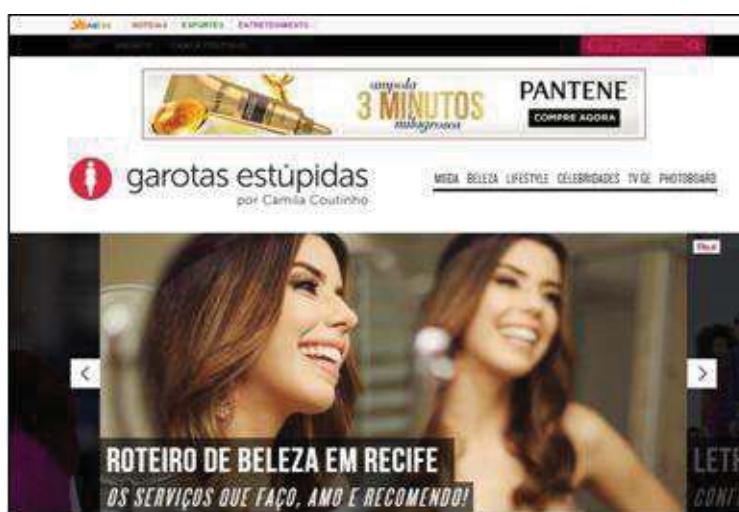 NOTÍCIAS ESPORTES ENTRETENIMENTO
ampola
3 MINUTOS
milagrosa
PANTENE
COMPRE AGORA
garotas estúpidas
por Camila Coutinho
MODA BELEZA LIFESTYLE CELEBRIDADES TV GE PHOTOBOARD
ROTEIRO DE BELEZA EM RECIFE
OS SERVIÇOS QUE FAÇO, AMO E RECOMENDO!